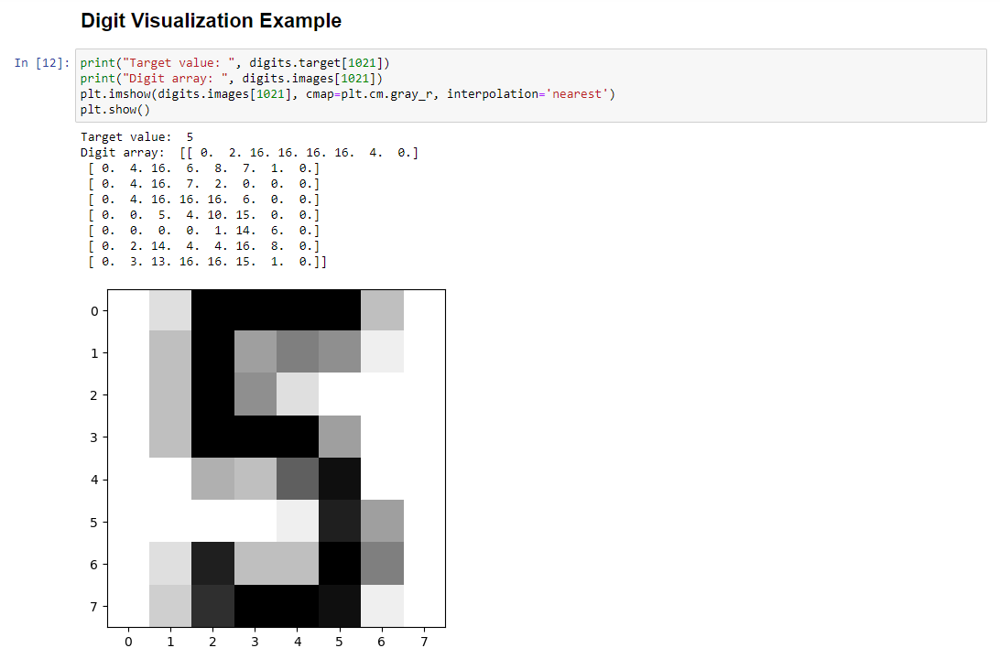 Digit Visualization Example
In [12]: print("Target value: ", digits.target[1021])
print("Digit array: ", digits.images[1021])
plt.imshow(digits.images[1021], cmap=plt.cm.gray_r, interpolation='nearest')
plt.show()
Target value:  5
Digit array:  [[ 0.  2. 16. 16. 16. 16.  4.  0.]
 [ 0.  4. 16.  6.  8.  7.  1.  0.]
 [ 0.  4. 16.  7.  2.  0.  0.  0.]
 [ 0.  4. 16. 16. 16.  6.  0.  0.]
 [ 0.  0.  5.  4. 10. 15.  0.  0.]
 [ 0.  0.  0.  0.  1. 14.  6.  0.]
 [ 0.  2. 14.  4.  4. 16.  8.  0.]
 [ 0.  3. 13. 16. 16. 15.  1.  0.]]
0
1
2
3
4
5
6
7
0 1 2 3 4 5 6 7